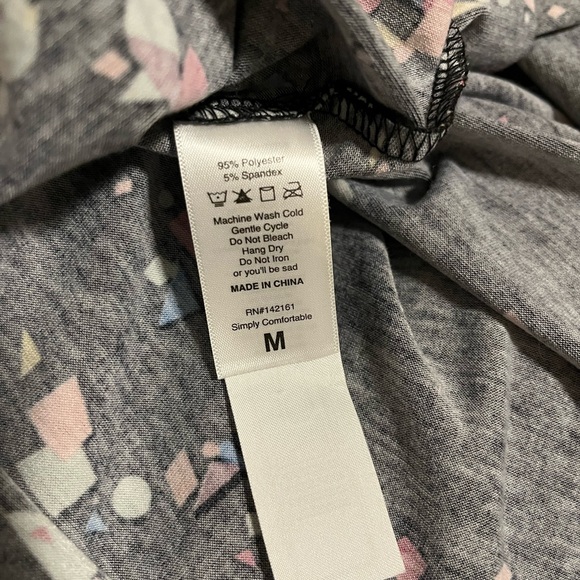 95% Polyester
5% Spandex
Machine Wash Cold
Gentle Cycle
Do Not Bleach
Hang Dry
Do Not Iron
or you'll be sad
MADE IN CHINA
RN#142161
Simply Comfortable
M